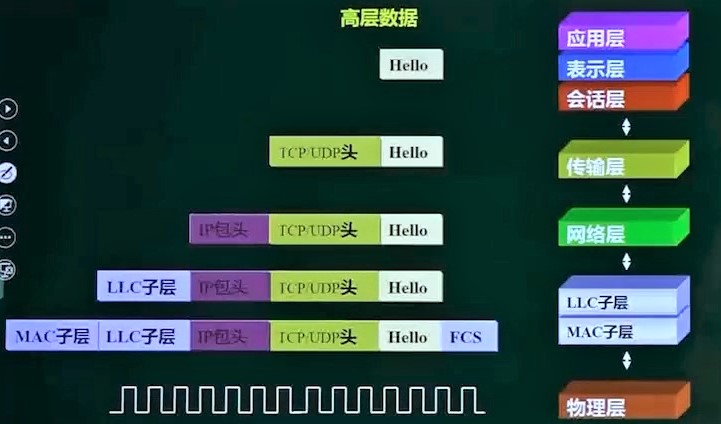 高层数据
应用层
Hello
表示层
会话层
TCP/UDP头 Hello
传输层
IP包头 TCP/UDP头 Hello
网络层
LLC子层 IP包头 TCP/UDP头 Hello
LLC子层
MAC子层 LLC子层 IP包头 TCP/UDP头 Hello FCS
MAC子层
物理层